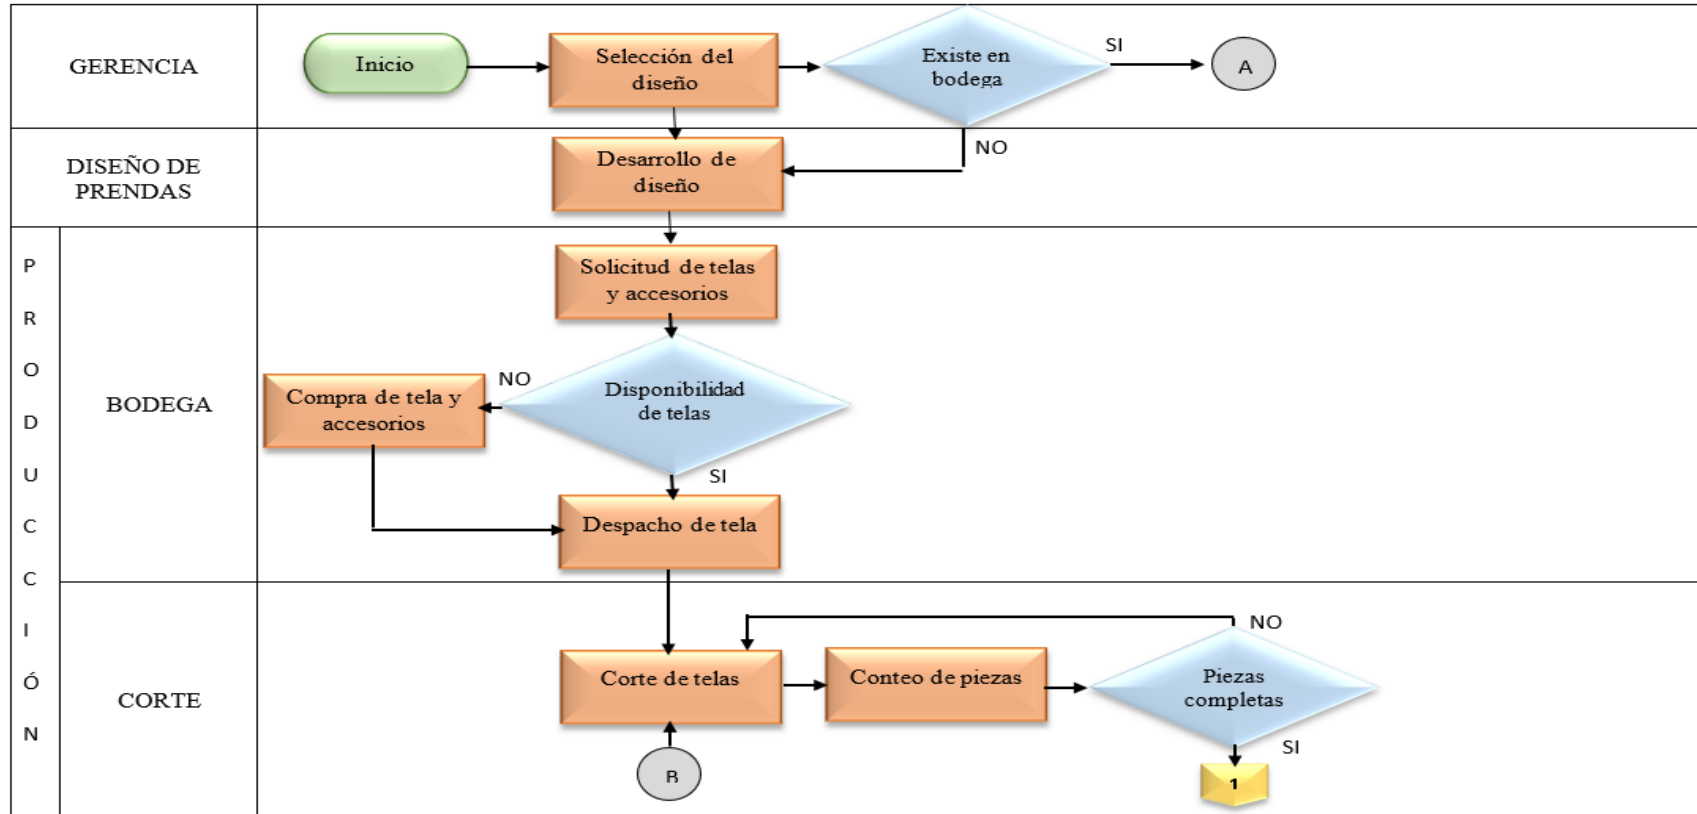 GERENCIA
Inicio
Selección del
diseño
Existe en
bodega
SI
A
DISEÑO DE
PRENDAS
Desarrollo de
diseño
NO
P
R
O
D
U
C
C
I
Ó
N
BODEGA
Solicitud de telas
y accesorios
Disponibilidad
de telas
NO
Compra de tela y
accesorios
SI
Despacho de tela
CORTE
Corte de telas
Conteo de piezas
Piezas
completas
NO
SI
B
1